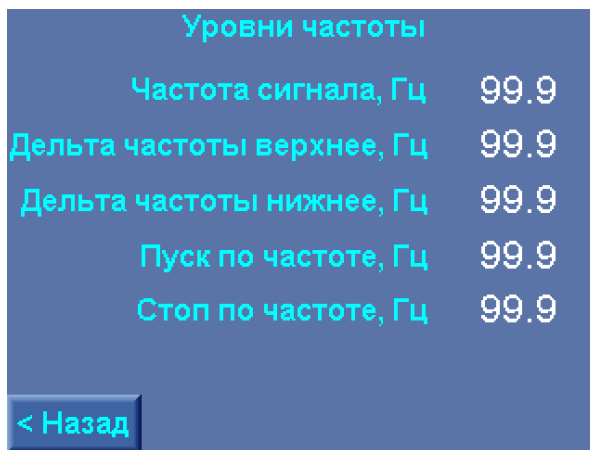 Уровни частоты
Частота сигнала, Гц 99.9
Дельта частоты верхнее, Гц 99.9
Дельта частоты нижнее, Гц 99.9
Пуск по частоте, Гц 99.9
Стоп по частоте, Гц 99.9
< Назад